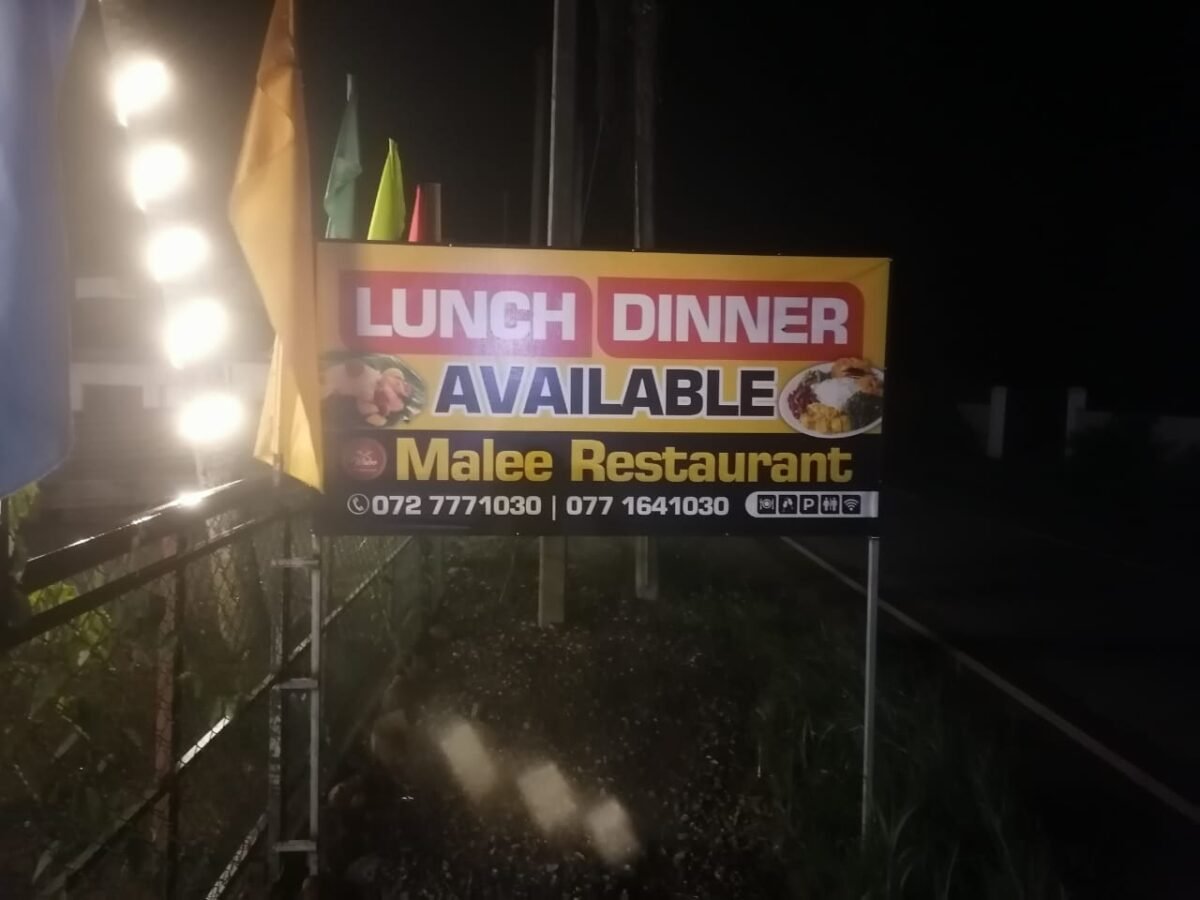 LUNCH DINNER
AVAILABLE
Malee Restaurant
072 7771030 | 077 1641030 P